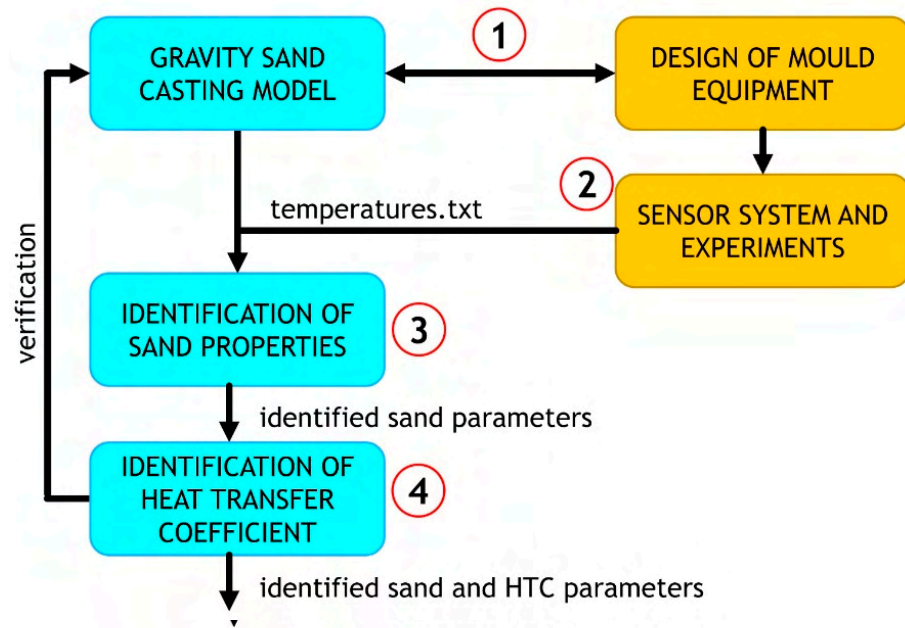 GRAVITY SAND
CASTING MODEL
1
DESIGN OF MOULD
EQUIPMENT
2
temperatures.txt
SENSOR SYSTEM AND
EXPERIMENTS
verification
IDENTIFICATION OF
SAND PROPERTIES
3
identified sand parameters
IDENTIFICATION OF
HEAT TRANSFER
COEFFICIENT
4
identified sand and HTC parameters